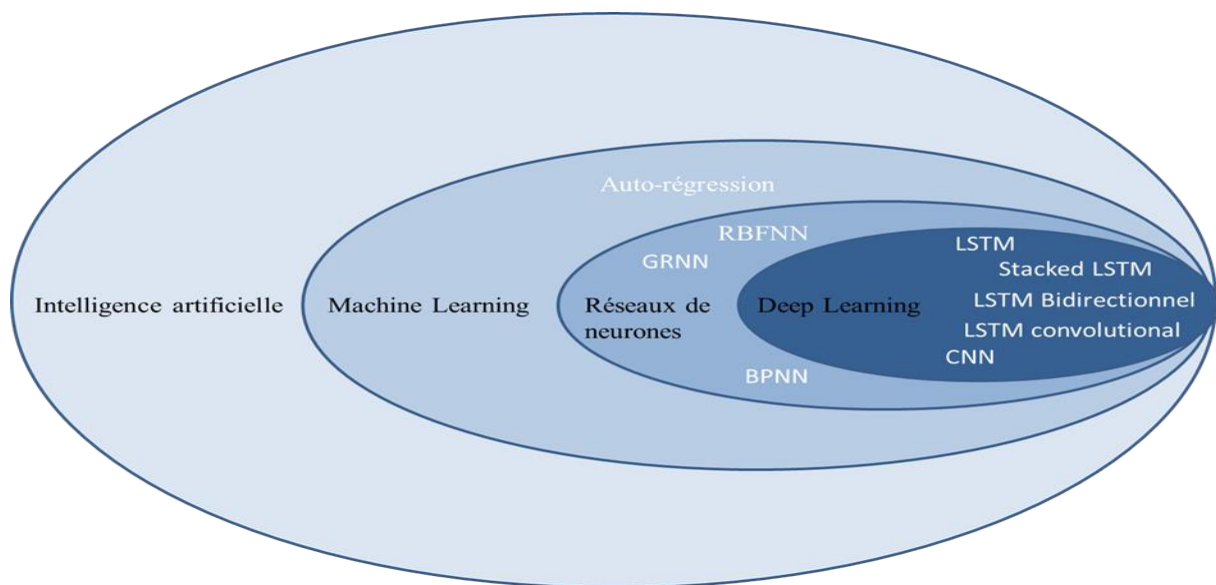 Auto-régression
RBFNN
GRNN
LSTM
Stacked LSTM
Intelligence artificielle
Machine Learning
Réseaux de
neurones
Deep Learning
LSTM Bidirectionnel
LSTM convolutional
CNN
BPNN